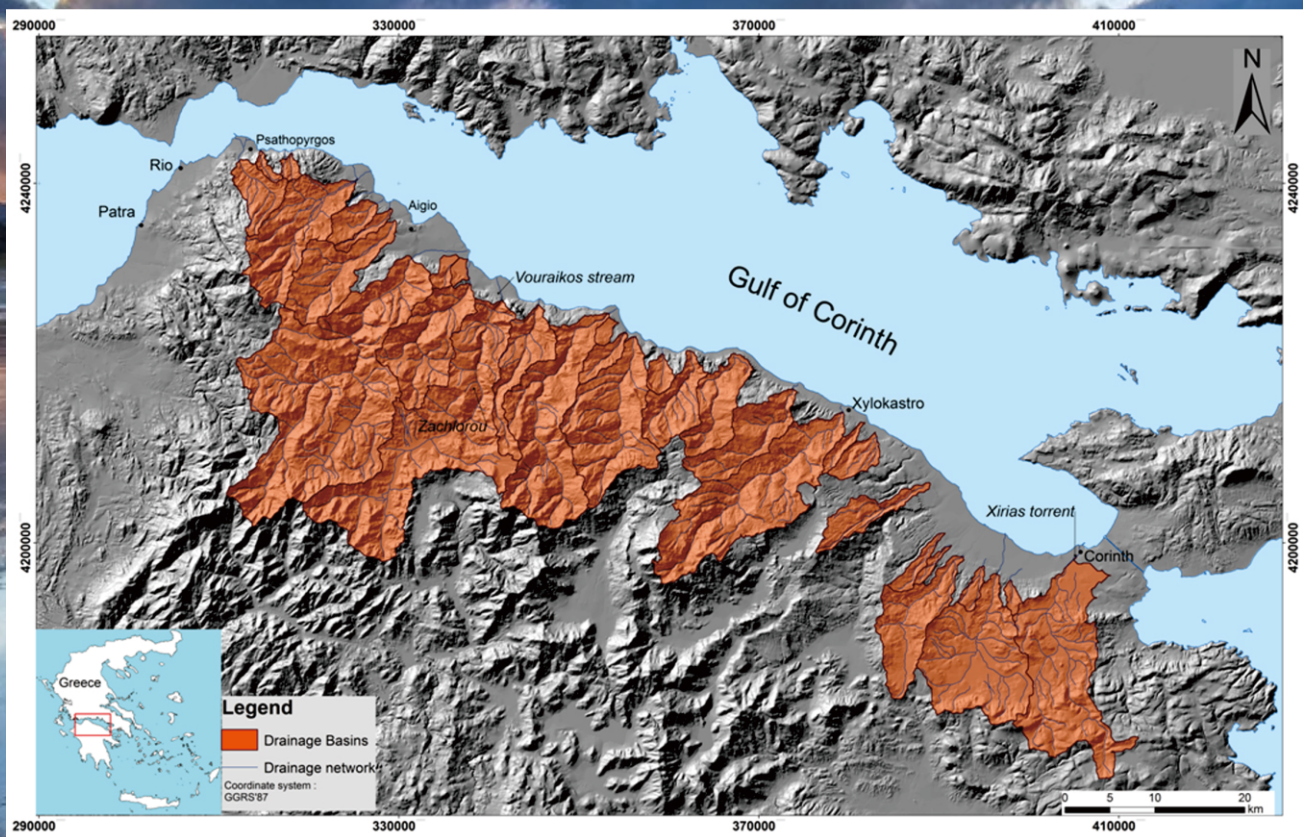 290000 330000 370000 410000
N
4240000
4240000
Psathopyrgos
Rio
Patra
Aigio
Vouraikos stream
Gulf of Corinth
Xylokastro
Zachlorou
Xirias torrent
Corinth
4200000
4200000
Greece
Legend
Drainage Basins
Drainage network
Coordinate system :
GGRS'87
0 5 10 20
km
290000 330000 370000 410000